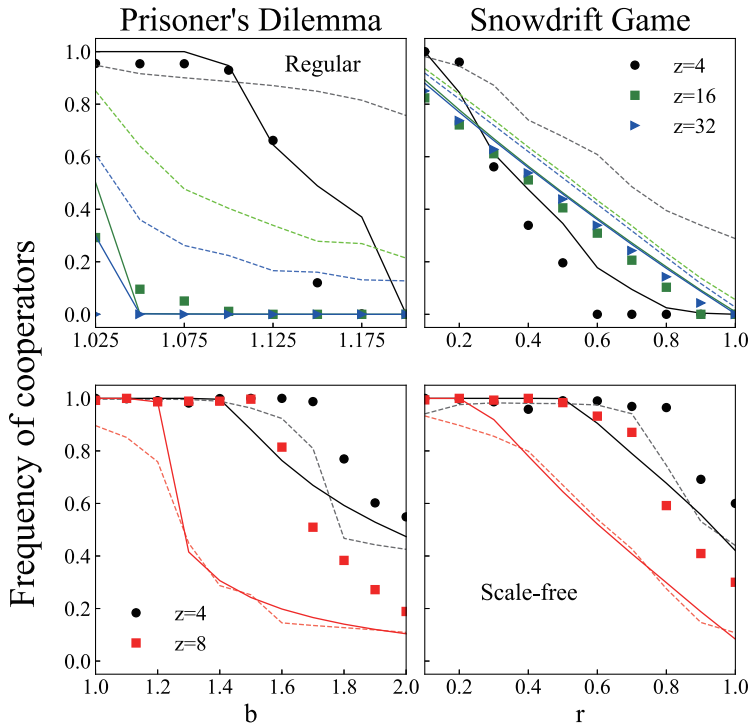 Prisoner's Dilemma Snowdrift Game
Frequency of cooperators
1.0
0.8
0.6
0.4
0.2
0.0
Regular
1.025 1.075 1.125 1.175
z=4
z=16
z=32
0.2 0.4 0.6 0.8 1.0
1.0
0.8
0.6
0.4
0.2
0.0
z=4
z=8
1.0 1.2 1.4 1.6 1.8 2.0
b
Scale-free
0.2 0.4 0.6 0.8 1.0
r